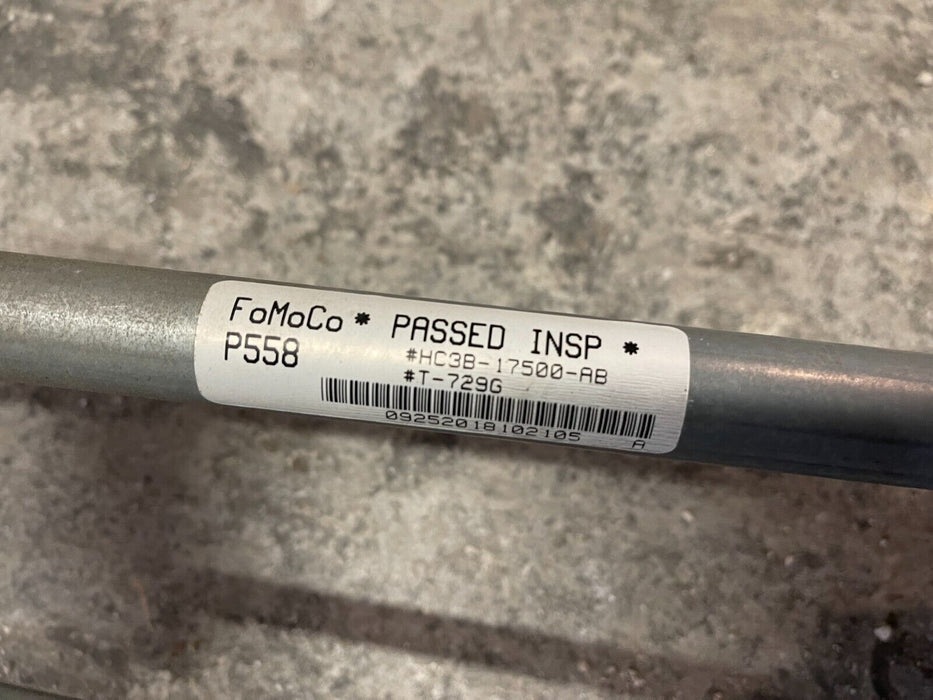 FoMoCo * PASSED INSP *
P558 #HC3B-17500-AB
#T-729G
09252018102105 A